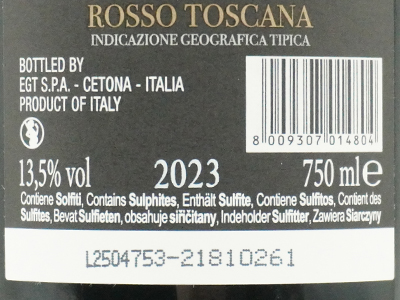 ROSSO TOSCANA
INDICAZIONE GEOGRAFICA TIPICA
BOTTLED BY
EGT S.P.A. - CETONA - ITALIA
PRODUCT OF ITALY
8 009307 014804
13,5% vol 2023 750 ml e
Contiene Solfiti, Contains Sulphites, Enthält Sulfite, Contiene Sulfitos, Contient des
Sulfites, Bevat Sulfieten, obsahuje siřičitany, Indeholder Sulfitter, Zawiera Siarczyny
L2504753-21810261